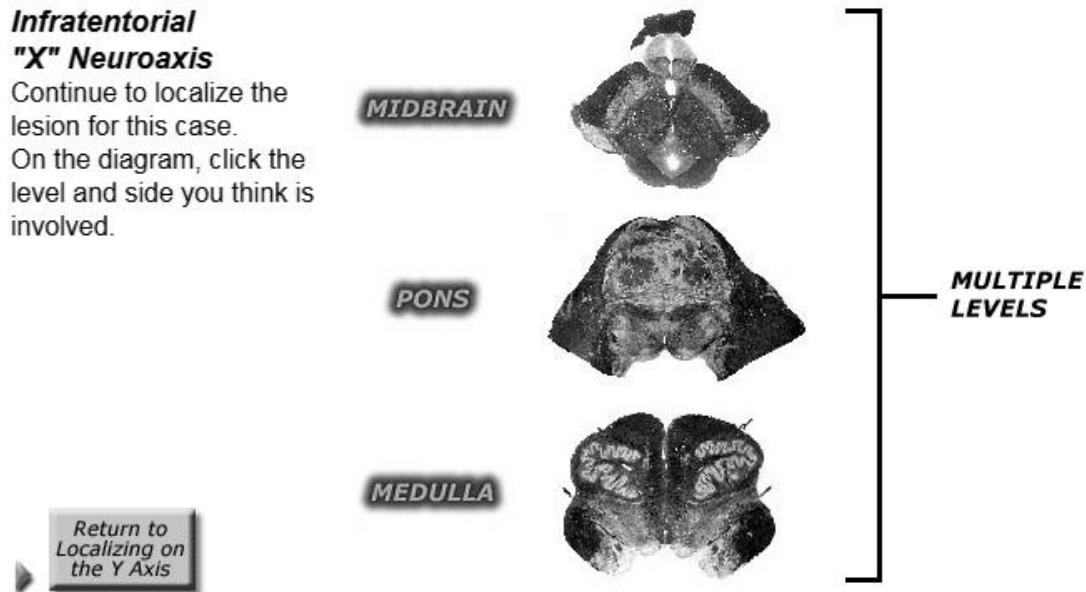 Infratentorial
"X" Neuroaxis
Continue to localize the
lesion for this case.
On the diagram, click the
level and side you think is
involved.
MIDBRAIN
PONS
MULTIPLE
LEVELS
MEDULLA
Return to
Localizing on
the Y Axis